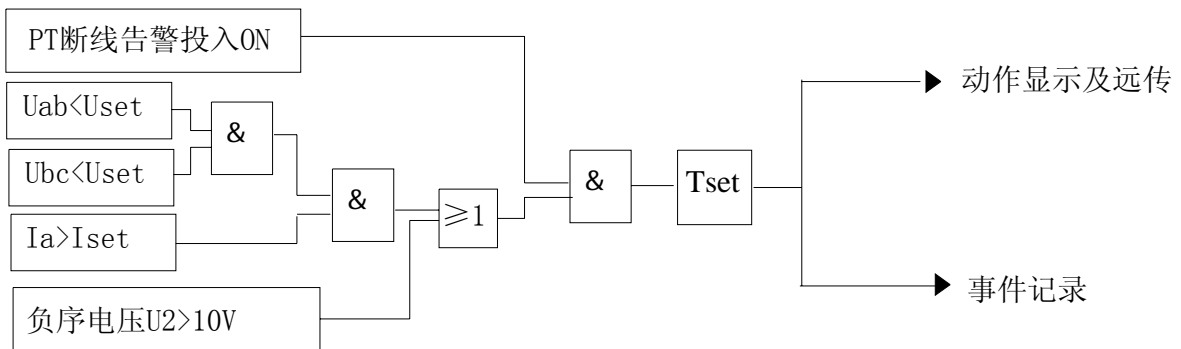 PT断线告警投入ON
动作显示及远传
Uab<Uset
&
Ubc<Uset
&
&
Tset
≥1
Ia>Iset
事件记录
负序电压U2>10V